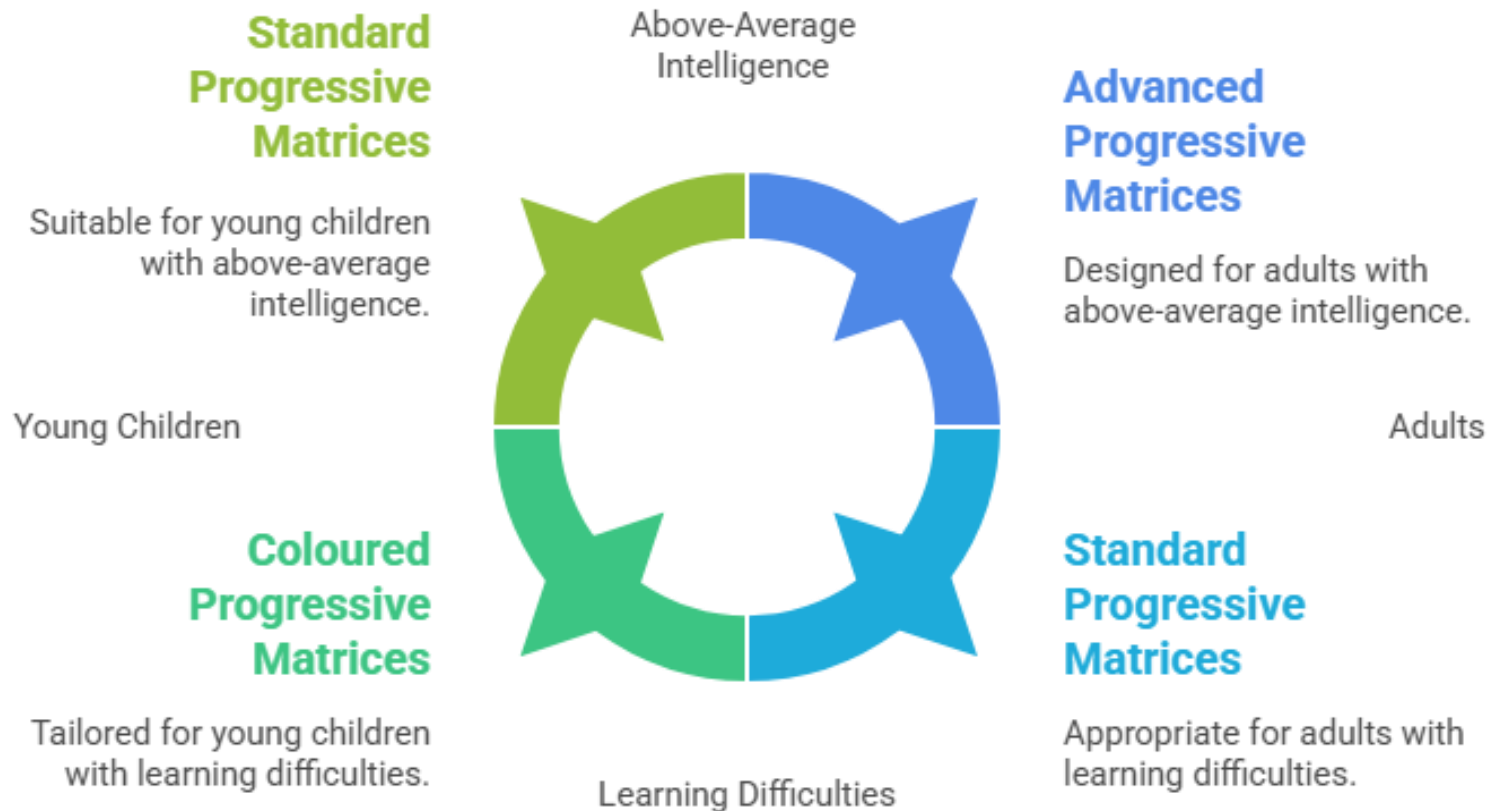 Standard
Progressive
Matrices
Suitable for young children
with above-average
intelligence.
Above-Average
Intelligence
Advanced
Progressive
Matrices
Designed for adults with
above-average intelligence.
Young Children
Adults
Coloured
Progressive
Matrices
Tailored for young children
with learning difficulties.
Learning Difficulties
Standard
Progressive
Matrices
Appropriate for adults with
learning difficulties.